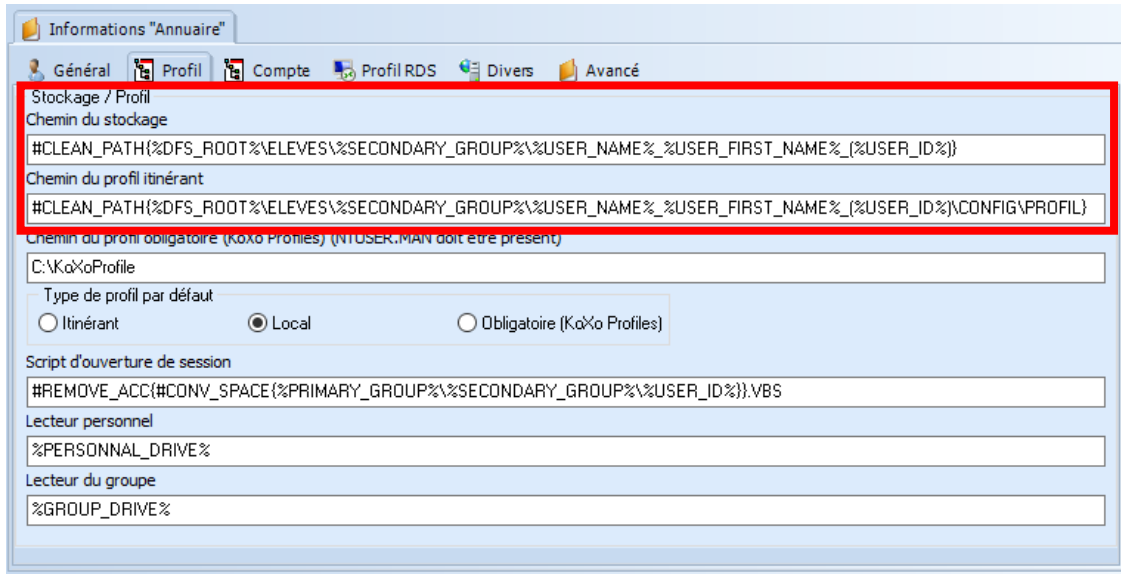 Informations "Annuaire"
Général Profil Compte Profil RDS Divers Avancé
Stockage / Profil
Chemin du stockage
#CLEAN_PATH{%DFS_ROOT%\ELEVES\%SECONDARY_GROUP%\%USER_NAME%_%USER_FIRST_NAME%_(%USER_ID%)}
Chemin du profil itinérant
#CLEAN_PATH{%DFS_ROOT%\ELEVES\%SECONDARY_GROUP%\%USER_NAME%_%USER_FIRST_NAME%_(%USER_ID%)\CONFIG\PROFIL}
Chemin du profil obligatoire (KoXo Profiles) (NTUSER.MAN doit être présent)
C:\KoXoProfile
Type de profil par défaut
Itinérant Local Obligatoire (KoXo Profiles)
Script d'ouverture de session
#REMOVE_ACC{#CONV_SPACE{%PRIMARY_GROUP%\%SECONDARY_GROUP%\%USER_ID%}}.VBS
Lecteur personnel
%PERSONNAL_DRIVE%
Lecteur du groupe
%GROUP_DRIVE%